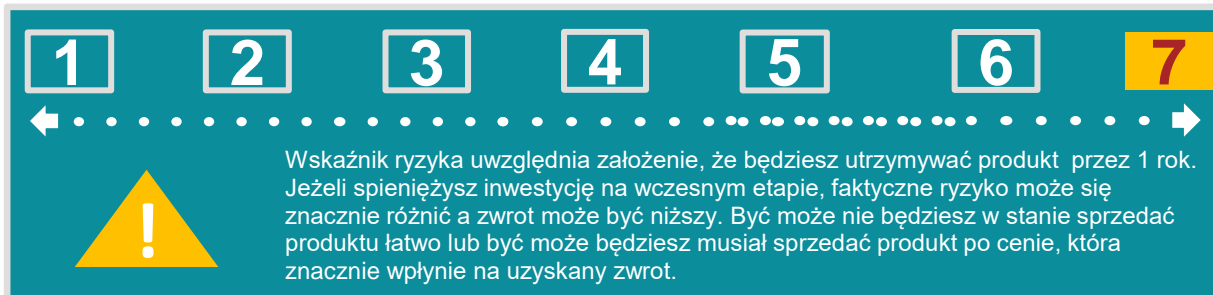 1 2 3 4 5 6 7
Wskaźnik ryzyka uwzględnia założenie, że będziesz utrzymywać produkt przez 1 rok.
Jeżeli spieniężysz inwestycję na wczesnym etapie, faktyczne ryzyko może się
znacznie różnić a zwrot może być niższy. Być może nie będziesz w stanie sprzedać
produktu łatwo lub być może będziesz musiał sprzedać produkt po cenie, która
znacznie wpłynie na uzyskany zwrot.
!